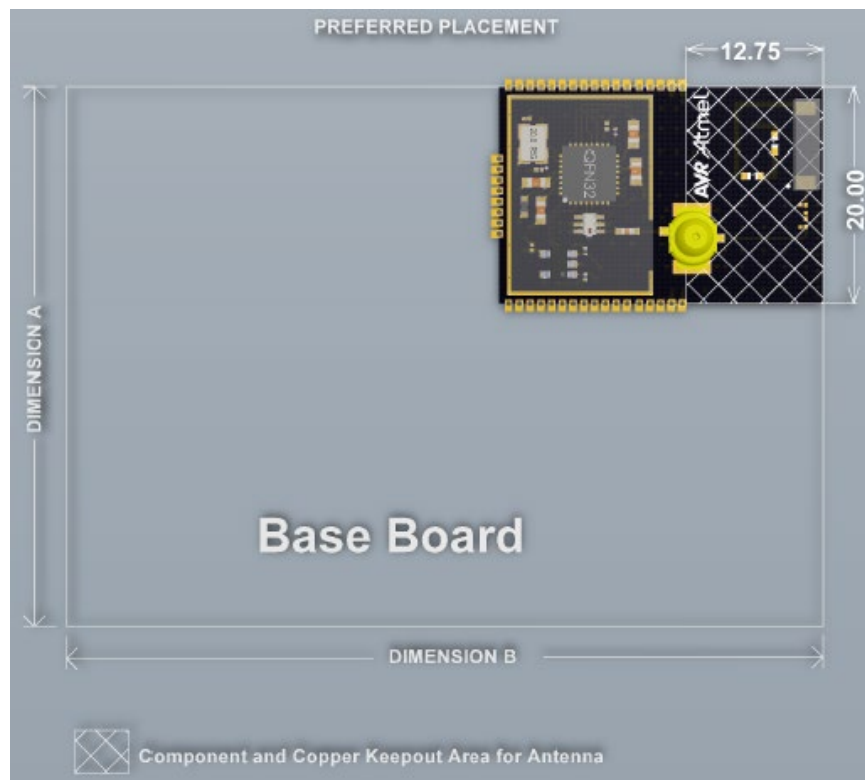 PREFERRED PLACEMENT
12.75
AVR Atmel
QFN32
20.00
DIMENSION A
Base Board
DIMENSION B
Component and Copper Keepout Area for Antenna